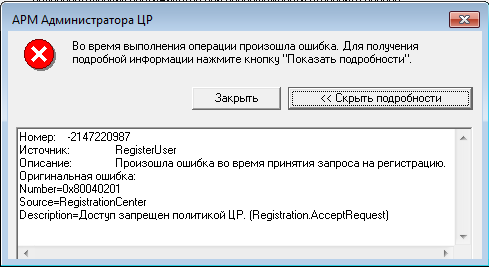 АРМ Администратора ЦР
Во время выполнения операции произошла ошибка. Для получения
подробной информации нажмите кнопку "Показать подробности".
Закрыть
<< Скрыть подробности
Номер: -2147220987
Источник: RegisterUser
Описание: Произошла ошибка во время принятия запроса на регистрацию.
Оригинальная ошибка:
Number=0x80040201
Source=RegistrationCenter
Description=Доступ запрещен политикой ЦР. (Registration.AcceptRequest)